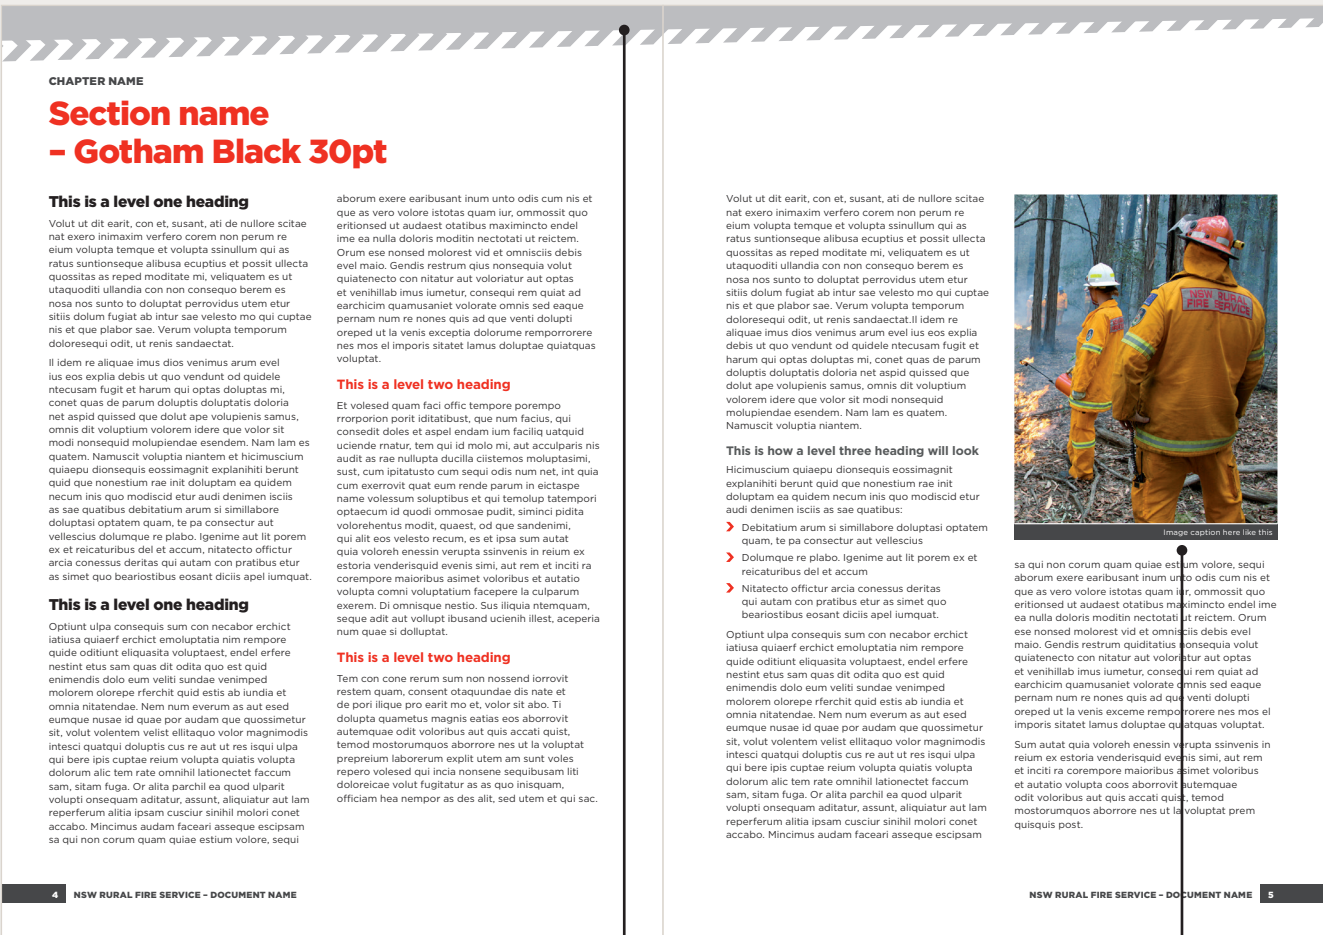 CHAPTER NAME
Section name
– Gotham Black 30pt
This is a level one heading
Volut ut dit earit, con et, susant, ati de nullore scitae
nat exero inimaxim verfero corem non perum re
eium volupta temque et volupta ssinullum qui as
ratus suntionseque alibusa ecuptius et possit ullecta
quossitas as reped moditate mi, veliquatem es ut
utaquoditi ullandia con non consequo berem es
nosa nos sunto to doluptat perrovidus utem etur
sitiis dolum fugiat ab intur sae velesto mo qui cuptae
nis et que plabor sae. Verum volupta temporum
doloresequi odit, ut renis sandaectat.
Il idem re aliquae imus dios venimus arum evel
ius eos explia debis ut quo vendunt od quidele
ntecusam fugit et harum qui optas doluptas mi,
conet quas de parum doluptis doluptatis doloria
net aspid quissed que dolut ape volupienis samus,
omnis dit voluptium volorem idere que volor sit
modi nonsequid molupiendae esendem. Nam lam es
quatem. Namuscit voluptia niantem et hicimuscium
quiaepu dionsequis eossimagnit explanihiti berunt
quid que nonestium rae init doluptam ea quidem
necum inis quo modiscid etur audi denimen isciis
as sae quatibus debitatium arum si simillabore
doluptasi optatem quam, te pa consectur aut
vellescius dolumque re plabo. Igenime aut lit porem
ex et reicaturibus del et accum, nitatecto offictur
arcia conessus deritas qui autam con pratibus etur
as simet quo beariostibus eosant diciis apel iumquat.
This is a level one heading
Optiunt ulpa consequis sum con necabor erchict
iatiusa quiaerf erchict emoluptatia nim rempore
quide oditiunt eliquasita voluptaest, endel erfere
nestint etus sam quas dit odita quo est quid
enimendis dolo eum veliti sundae venimped
molorem olorepe rferchit quid estis ab iundia et
omnia nitatendae. Nem num everum as aut esed
eumque nusae id quae por audam que quossimetur
sit, volut volentem velist ellitaquo volor magnimodis
intesci quatqui doluptis cus re aut ut res isqui ulpa
qui bere ipis cuptae reium volupta quiatis volupta
dolorum alic tem rate omnihil lationectet faccum
sam, sitam fuga. Or alita parchil ea quod ulparit
volupti onsequam aditatur, assunt, aliquiatur aut lam
reperferum alitia ipsam cusciur sinihil molori conet
accabo. Mincimus audam faceari asseque escipsam
sa qui non corum quam quiae estium volore, sequi
aborum exere earibusant inum unto odis cum nis et
que as vero volore istotas quam iur, ommossit quo
eritionsed ut audaest otatibus maximincto endel
ime ea nulla doloris moditin nectotati ut reictem.
Orum ese nonsed molorest vid et omnisciis debis
evel maio. Gendis restrum qius nonsequia volut
quiatenecto con nitatur aut voloriatur aut optas
et venihillab imus iumetur, consequi rem quiat ad
earchicim quamusaniet volorate omnis sed eaque
pernam num re nones quis ad que venti dolupti
oreped ut la venis exceptia dolorume remporrorere
nes mos el imporis sitatet lamus doluptae quiatquas
voluptat.
This is a level two heading
Et volesed quam faci offic tempore porempo
rrorporion porit iditatibust, que num facius, qui
consedit doles et aspel endam ium faciliq uatquid
uciende rnatur, tem qui id molo mi, aut acculparis nis
audit as rae nullupta ducilla ciistemos moluptasimi,
sust, cum ipitatusto cum sequi odis num net, int quia
cum exerrovit quat eum rende parum in eictaspe
name volessum soluptibus et qui temolup tatempori
optaecum id quodi ommosae pudit, siminci pidita
volorehentus modit, quaest, od que sandenimi,
qui alit eos velesto recum, es et ipsa sum autat
quia voloreh enessin verupta ssinvenis in reium ex
estoria venderisquid evenis simi, aut rem et inciti ra
corempore maioribus asimet voloribus et autatio
volupta comni voluptatium facepere la culparum
exerem. Di omnisque nestio. Sus iliquia ntemquam,
seque adit aut vollupt ibusand ucienih illest, aceperia
num quae si dolluptat.
This is a level two heading
Tem con cone rerum sum non nossend iorrovit
restem quam, consent otaquundae dis nate et
de pori ilique pro earit mo et, volor sit abo. Ti
dolupta quametus magnis eatias eos aborrovit
autemquae odit voloribus aut quis accati quist,
temod mostorumquos aborrore nes ut la voluptat
prepreium laborerum explit utem am sunt voles
repero volesed qui incia nonsene sequibusam liti
doloreicae volut fugitatur as as quo inisquam,
officiam hea nempor as des alit, sed utem et qui sac.
4 NSW RURAL FIRE SERVICE – DOCUMENT NAME
Volut ut dit earit, con et, susant, ati de nullore scitae
nat exero inimaxim verfero corem non perum re
eium volupta temque et volupta ssinullum qui as
ratus suntionseque alibusa ecuptius et possit ullecta
quossitas as reped moditate mi, veliquatem es ut
utaquoditi ullandia con non consequo berem es
nosa nos sunto to doluptat perrovidus utem etur
sitiis dolum fugiat ab intur sae velesto mo qui cuptae
nis et que plabor sae. Verum volupta temporum
doloresequi odit, ut renis sandaectat.Il idem re
aliquae imus dios venimus arum evel ius eos explia
debis ut quo vendunt od quidele ntecusam fugit et
harum qui optas doluptas mi, conet quas de parum
doluptis doluptatis doloria net aspid quissed que
dolut ape volupienis samus, omnis dit voluptium
volorem idere que volor sit modi nonsequid
molupiendae esendem. Nam lam es quatem.
Namuscit voluptia niantem.
This is how a level three heading will look
Hicimuscium quiaepu dionsequis eossimagnit
explanihiti berunt quid que nonestium rae init
doluptam ea quidem necum inis quo modiscid etur
audi denimen isciis as sae quatibus:
Debitatium arum si simillabore doluptasi optatem
quam, te pa consectur aut vellescius
Dolumque re plabo. Igenime aut lit porem ex et
reicaturibus del et accum
Nitatecto offictur arcia conessus deritas
qui autam con pratibus etur as simet quo
beariostibus eosant diciis apel iumquat.
Optiunt ulpa consequis sum con necabor erchict
iatiusa quiaerf erchict emoluptatia nim rempore
quide oditiunt eliquasita voluptaest, endel erfere
nestint etus sam quas dit odita quo est quid
enimendis dolo eum veliti sundae venimped
molorem olorepe rferchit quid estis ab iundia et
omnia nitatendae. Nem num everum as aut esed
eumque nusae id quae por audam que quossimetur
sit, volut volentem velist ellitaquo volor magnimodis
intesci quatqui doluptis cus re aut ut res isqui ulpa
qui bere ipis cuptae reium volupta quiatis volupta
dolorum alic tem rate omnihil lationectet faccum
sam, sitam fuga. Or alita parchil ea quod ulparit
volupti onsequam aditatur, assunt, aliquiatur aut lam
reperferum alitia ipsam cusciur sinihil molori conet
accabo. Mincimus audam faceari asseque escipsam
NSW RURAL
FIRE SERVICE
Image caption here like this
sa qui non corum quam quiae estium volore, sequi
aborum exere earibusant inum unto odis cum nis et
que as vero volore istotas quam iur, ommossit quo
eritionsed ut audaest otatibus maximincto endel ime
ea nulla doloris moditin nectotati ut reictem. Orum
ese nonsed molorest vid et omnisciis debis evel
maio. Gendis restrum quiditatius nonsequia volut
quiatenecto con nitatur aut voloriatur aut optas
et venihillab imus iumetur, consequi rem quiat ad
earchicim quamusaniet volorate omnis sed eaque
pernam num re nones quis ad que venti dolupti
oreped ut la venis exceme remporrorere nes mos el
imporis sitatet lamus doluptae quiatquas voluptat.
Sum autat quia voloreh enessin verupta ssinvenis in
reium ex estoria venderisquid evenis simi, aut rem
et inciti ra corempore maioribus asimet voloribus
et autatio volupta coos aborrovit autemquae
odit voloribus aut quis accati quist, temod
mostorumquos aborrore nes ut la voluptat prem
quisquis post.
NSW RURAL FIRE SERVICE – DOCUMENT NAME 5